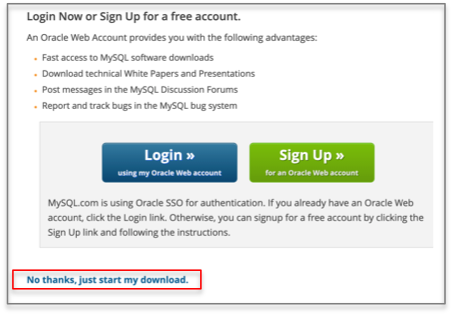 Login Now or Sign Up for a free account.
An Oracle Web Account provides you with the following advantages:
• Fast access to MySQL software downloads
• Download technical White Papers and Presentations
• Post messages in the MySQL Discussion Forums
• Report and track bugs in the MySQL bug system
Login »
using my Oracle Web account
Sign Up »
for an Oracle Web account
MySQL.com is using Oracle SSO for authentication. If you already have an Oracle Web
account, click the Login link. Otherwise, you can signup for a free account by clicking the
Sign Up link and following the instructions.
No thanks, just start my download.